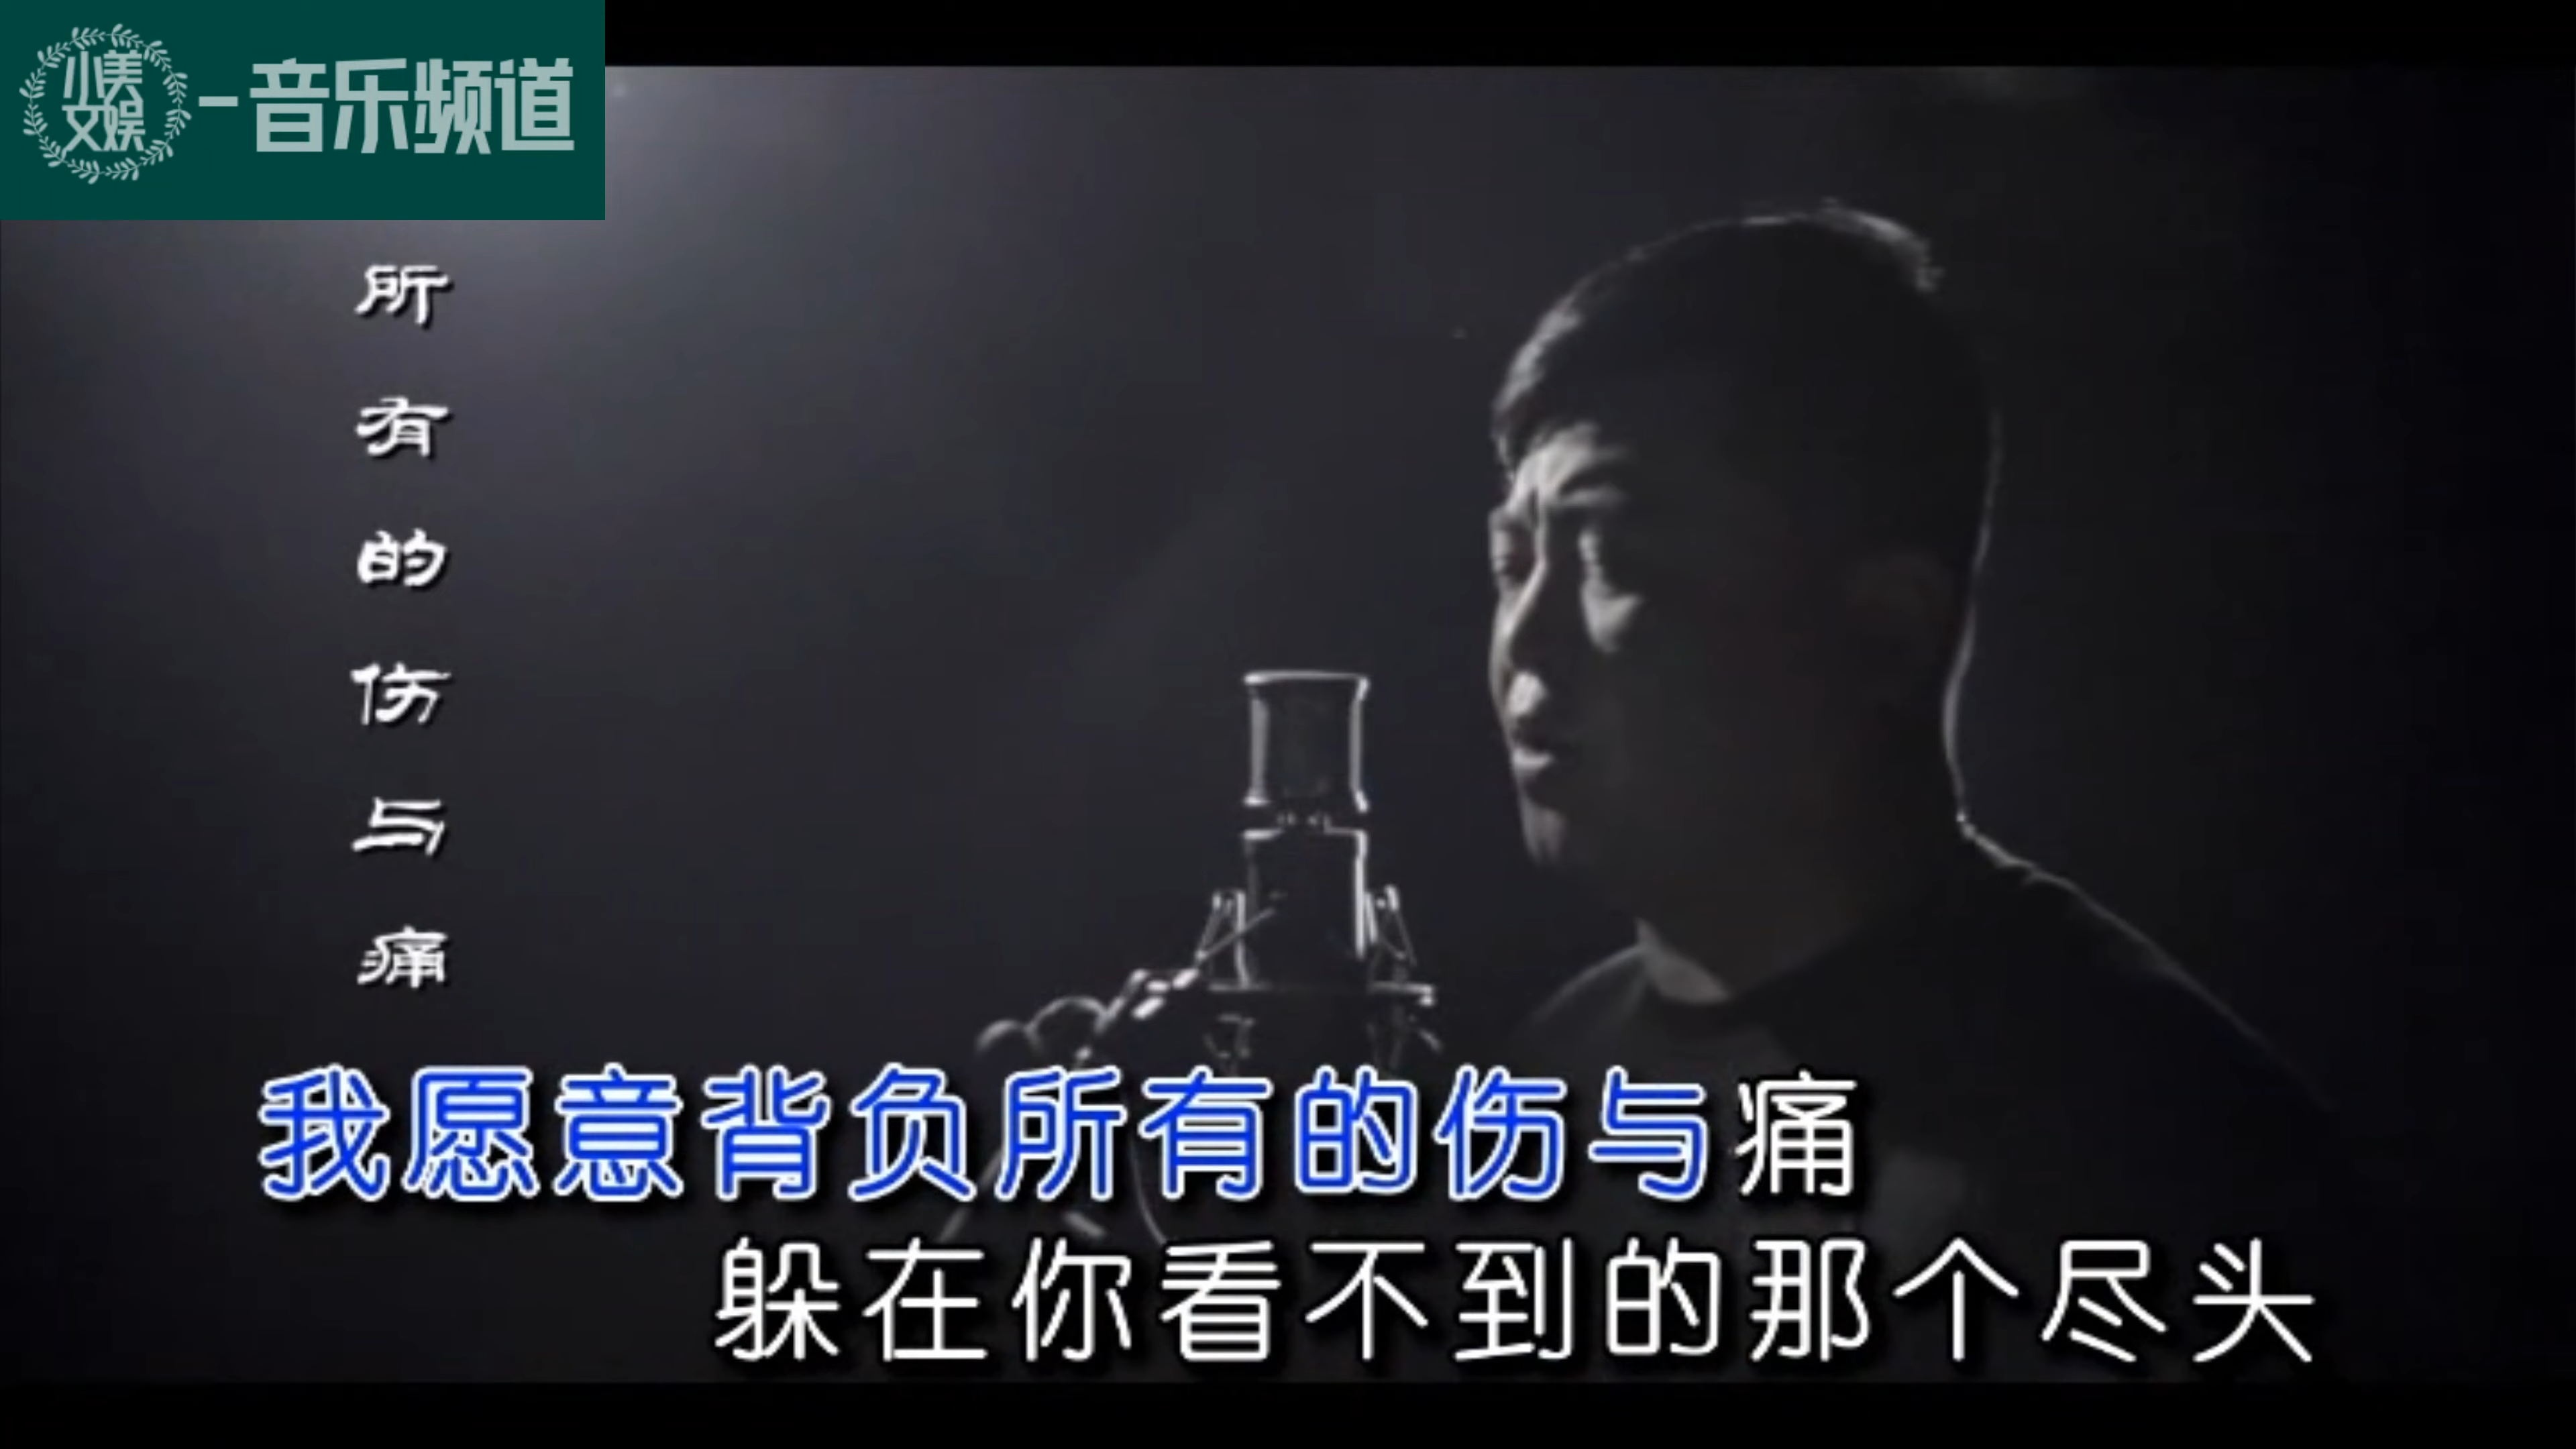 小美
文娱
-音乐频道
所有的伤与痛
我愿意背负所有的伤与痛
躲在你看不到的那个尽头